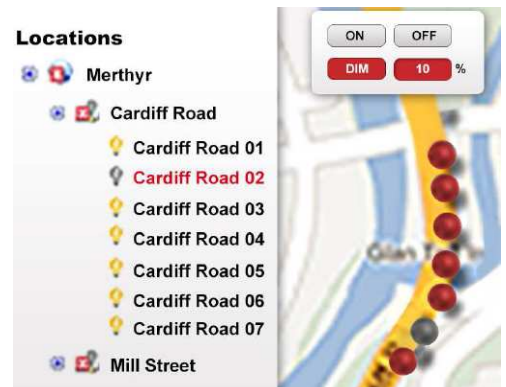 Locations
Merthyr
Cardiff Road
Cardiff Road 01
Cardiff Road 02
Cardiff Road 03
Cardiff Road 04
Cardiff Road 05
Cardiff Road 06
Cardiff Road 07
Mill Street
ON OFF
DIM 10 %
Glan